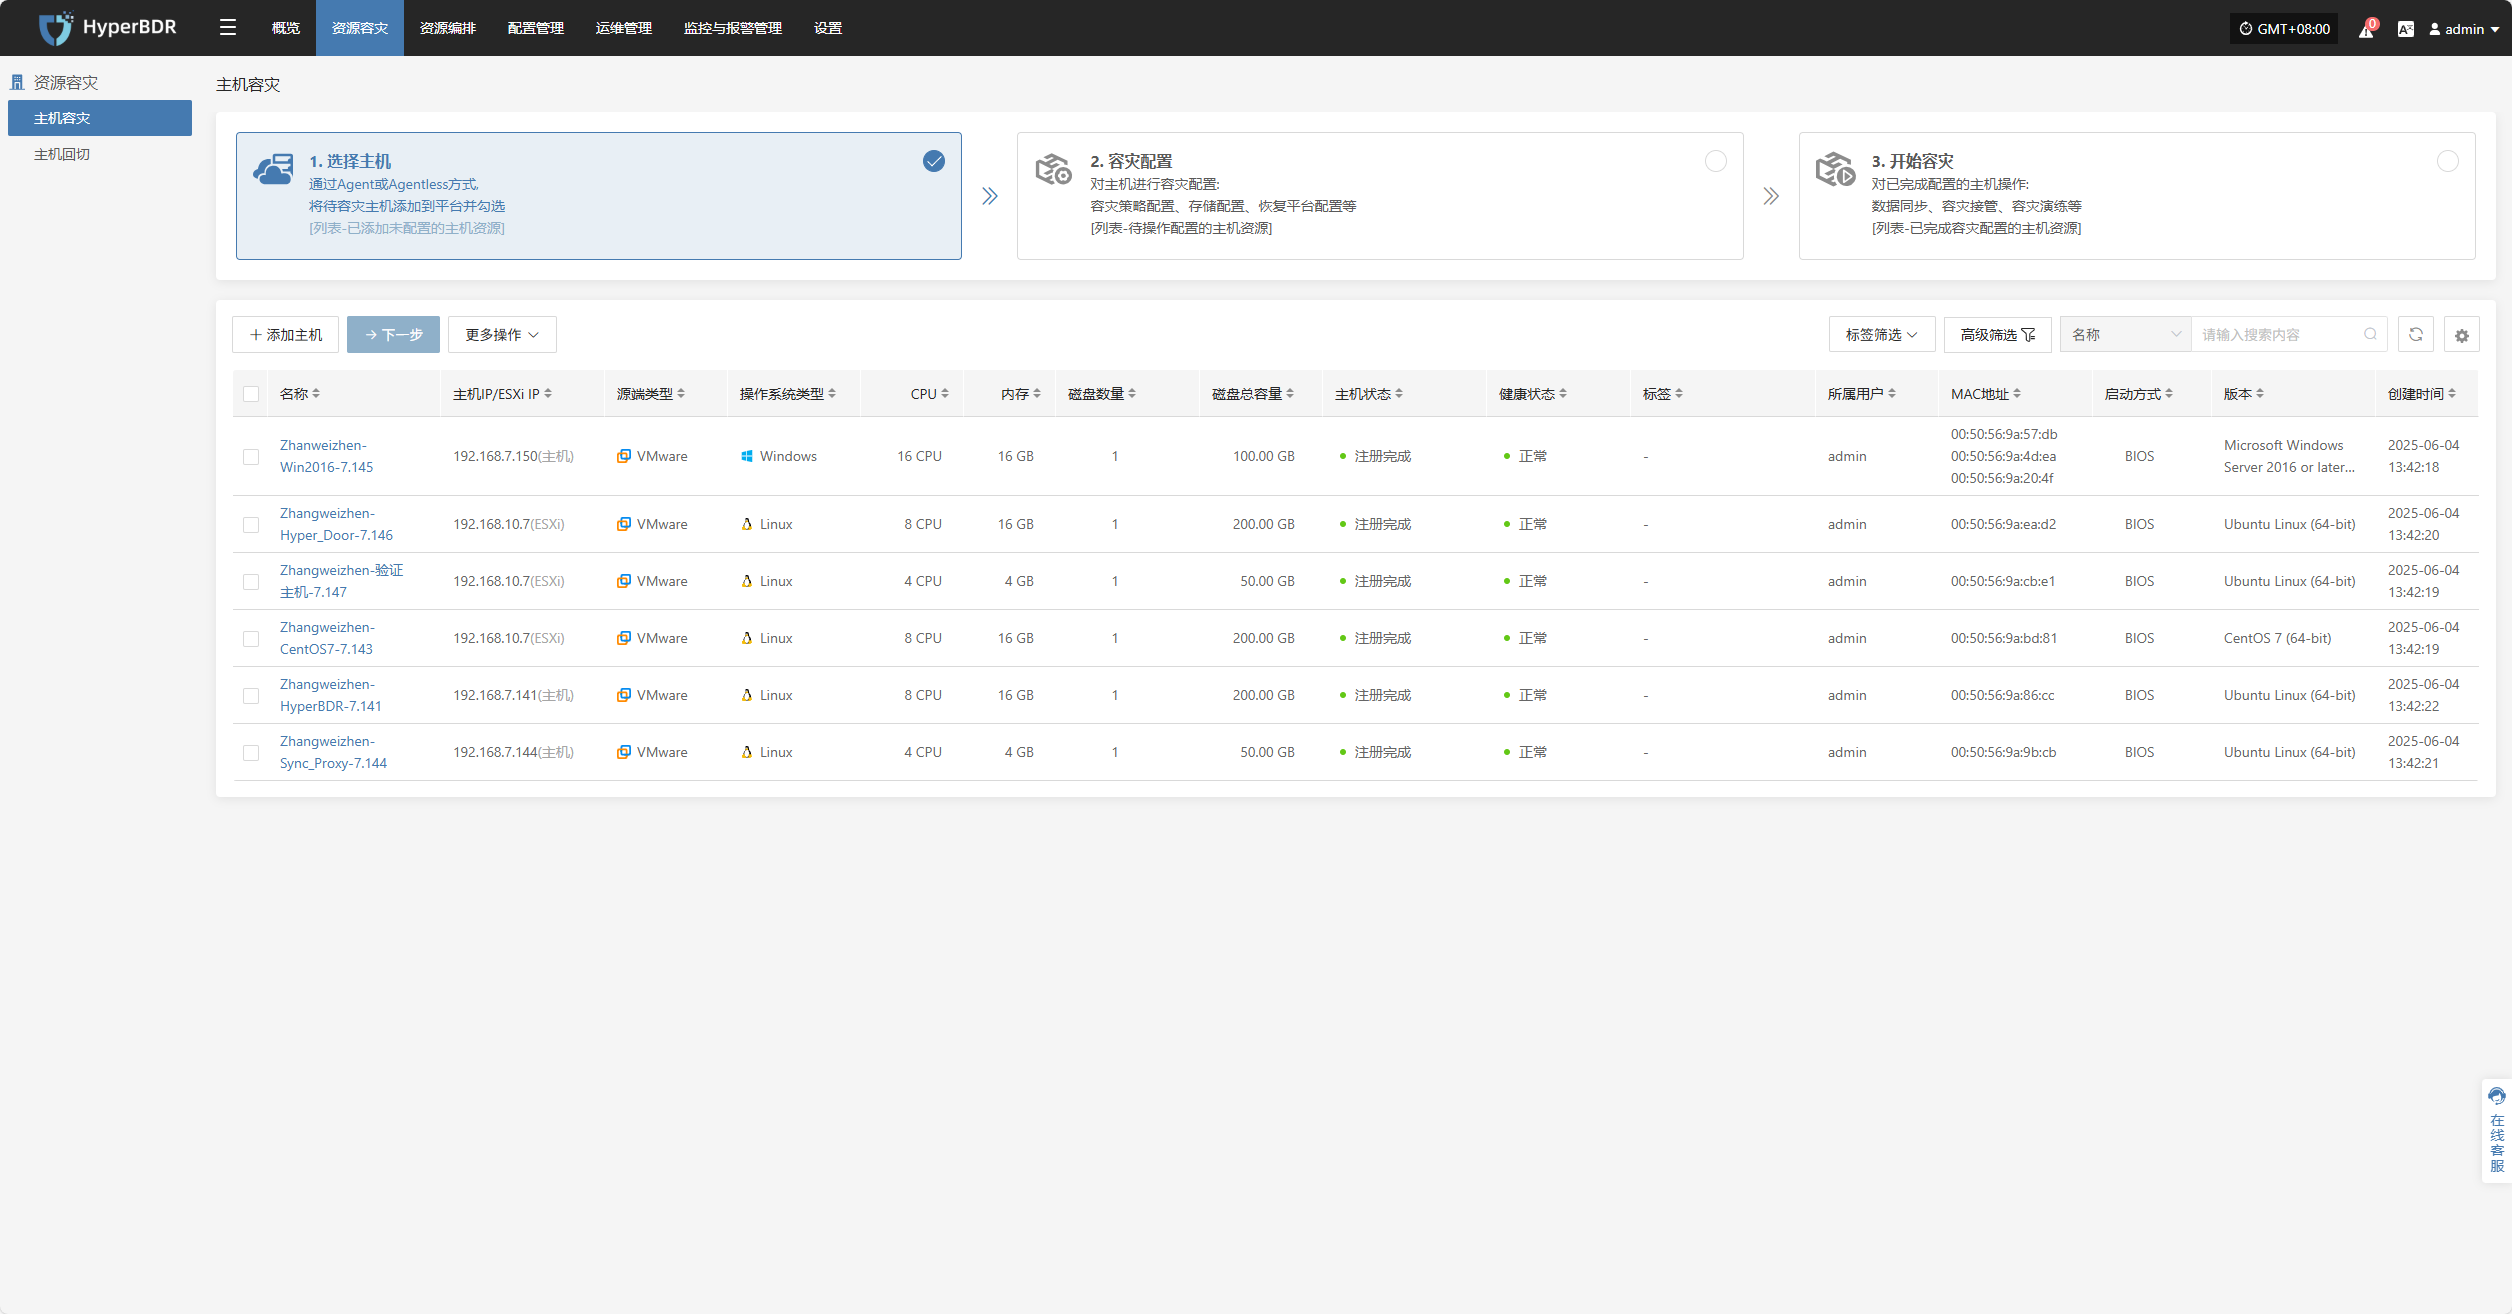 HyperBDR
概览
资源容灾
资源编排
配置管理
运维管理
监控与报警管理
设置
GMT+08:00
0
admin
资源容灾
主机容灾
主机回切
主机容灾
1. 选择主机
通过Agent或Agentless方式,
将待容灾主机添加到平台并勾选
[列表-已添加未配置的主机资源]
2. 容灾配置
对主机进行容灾配置:
容灾策略配置、存储配置、恢复平台配置等
[列表-待操作配置的主机资源]
3. 开始容灾
对已完成配置的主机操作:
数据同步、容灾接管、容灾演练等
[列表-已完成容灾配置的主机资源]
添加主机
下一步
更多操作
标签筛选
高级筛选
名称
请输入搜索内容
名称 主机IP/ESXi IP 源端类型 操作系统类型 CPU 内存 磁盘数量 磁盘总容量 主机状态 健康状态 标签 所属用户 MAC地址 启动方式 版本 创建时间
Zhanweizhen-
Win2016-7.145
192.168.7.150(主机) VMware Windows 16 CPU 16 GB 1 100.00 GB 注册完成 正常 - admin
00:50:56:9a:57:db
00:50:56:9a:4d:ea
00:50:56:9a:20:4f
BIOS
Microsoft Windows
Server 2016 or later...
2025-06-04
13:42:18
Zhangweizhen-
Hyper_Door-7.146
192.168.10.7(ESXi) VMware Linux 8 CPU 16 GB 1 200.00 GB 注册完成 正常 - admin 00:50:56:9a:ea:d2 BIOS Ubuntu Linux (64-bit)
2025-06-04
13:42:20
Zhangweizhen-验证
主机-7.147
192.168.10.7(ESXi) VMware Linux 4 CPU 4 GB 1 50.00 GB 注册完成 正常 - admin 00:50:56:9a:cb:e1 BIOS Ubuntu Linux (64-bit)
2025-06-04
13:42:19
Zhangweizhen-
CentOS7-7.143
192.168.10.7(ESXi) VMware Linux 8 CPU 16 GB 1 200.00 GB 注册完成 正常 - admin 00:50:56:9a:bd:81 BIOS CentOS 7 (64-bit)
2025-06-04
13:42:19
Zhangweizhen-
HyperBDR-7.141
192.168.7.141(主机) VMware Linux 8 CPU 16 GB 1 200.00 GB 注册完成 正常 - admin 00:50:56:9a:86:cc BIOS Ubuntu Linux (64-bit)
2025-06-04
13:42:22
Zhangweizhen-
Sync_Proxy-7.144
192.168.7.144(主机) VMware Linux 4 CPU 4 GB 1 50.00 GB 注册完成 正常 - admin 00:50:56:9a:9b:cb BIOS Ubuntu Linux (64-bit)
2025-06-04
13:42:21
在线客服